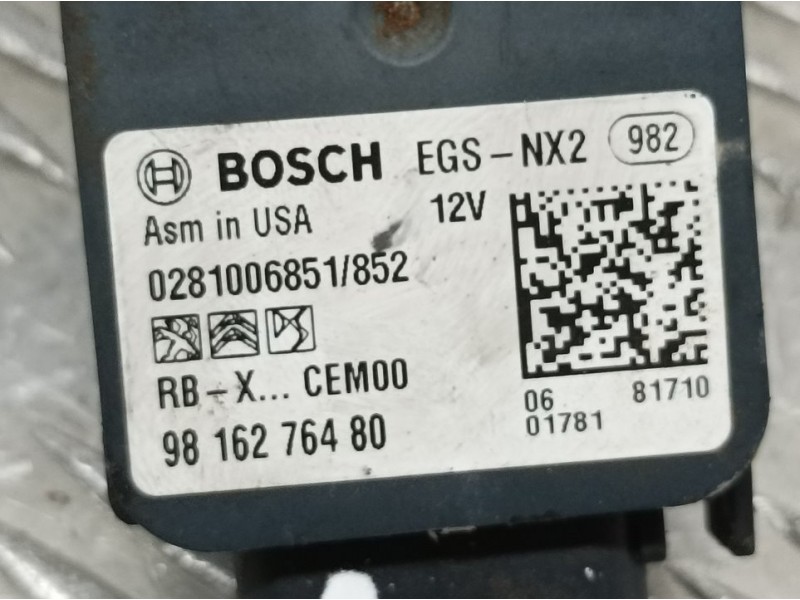 BOSCH EGS-NX2 982
Asm in USA 12V
0281006851/852
RB-X... CEM00
98 162 764 80
06 81710
01781